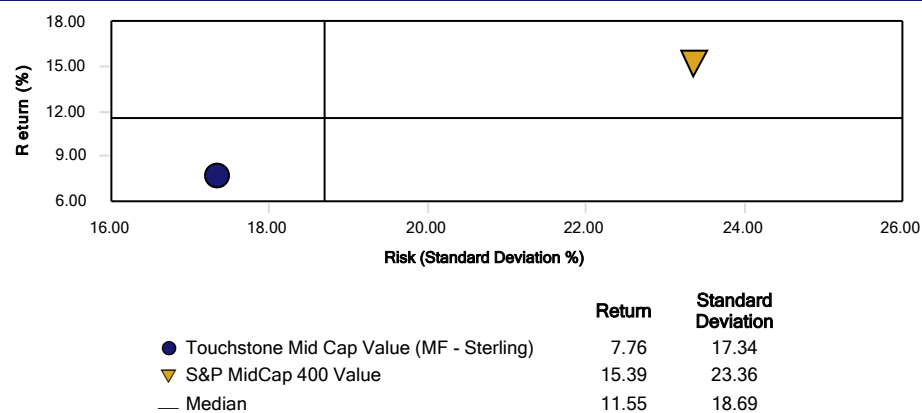 18.00
15.00
12.00
9.00
6.00
Return (%)
16.00 18.00 20.00 22.00 24.00 26.00
Risk (Standard Deviation %)
Return Standard Deviation
Touchstone Mid Cap Value (MF - Sterling) 7.76 17.34
S&P MidCap 400 Value 15.39 23.36
Median 11.55 18.69